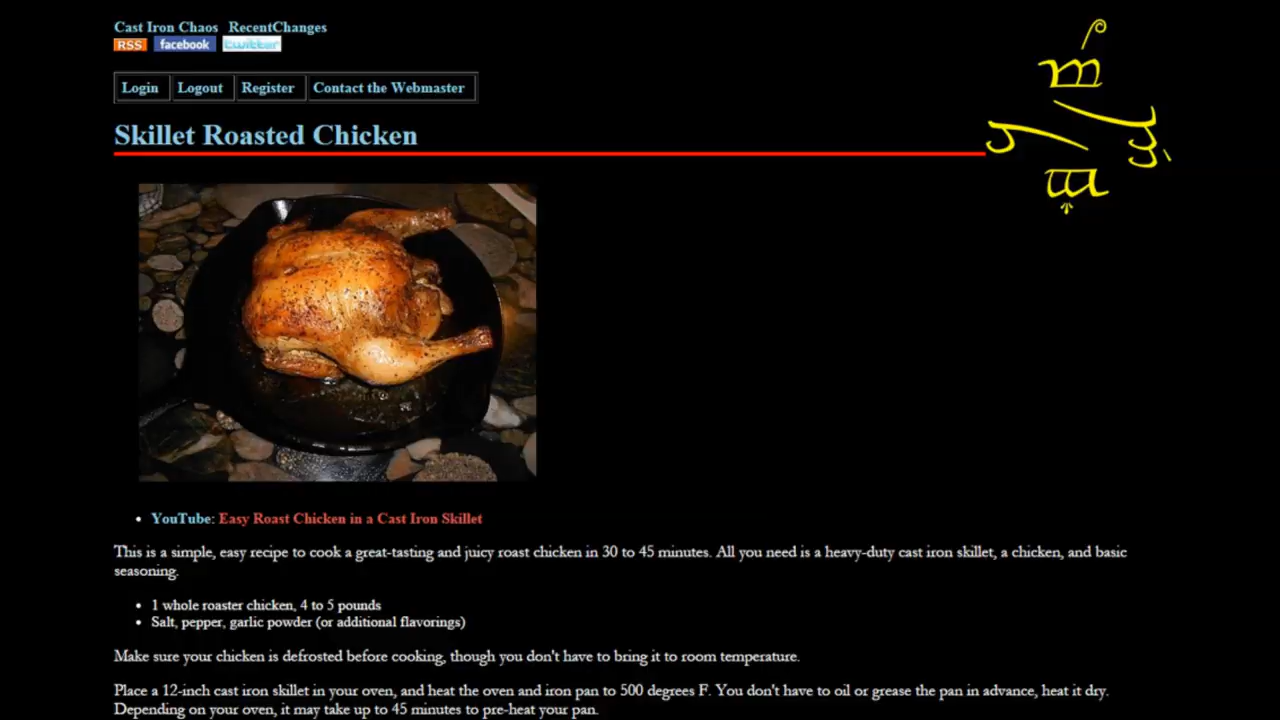 Cast Iron Chaos RecentChanges
RSS facebook twitter
Login Logout Register Contact the Webmaster
Skillet Roasted Chicken
YouTube: Easy Roast Chicken in a Cast Iron Skillet
This is a simple, easy recipe to cook a great-tasting and juicy roast chicken in 30 to 45 minutes. All you need is a heavy-duty cast iron skillet, a chicken, and basic
seasoning.
1 whole roaster chicken, 4 to 5 pounds
Salt, pepper, garlic powder (or additional flavorings)
Make sure your chicken is defrosted before cooking, though you don't have to bring it to room temperature.
Place a 12-inch cast iron skillet in your oven, and heat the oven and iron pan to 500 degrees F. You don't have to oil or grease the pan in advance, heat it dry.
Depending on your oven, it may take up to 45 minutes to pre-heat your pan.